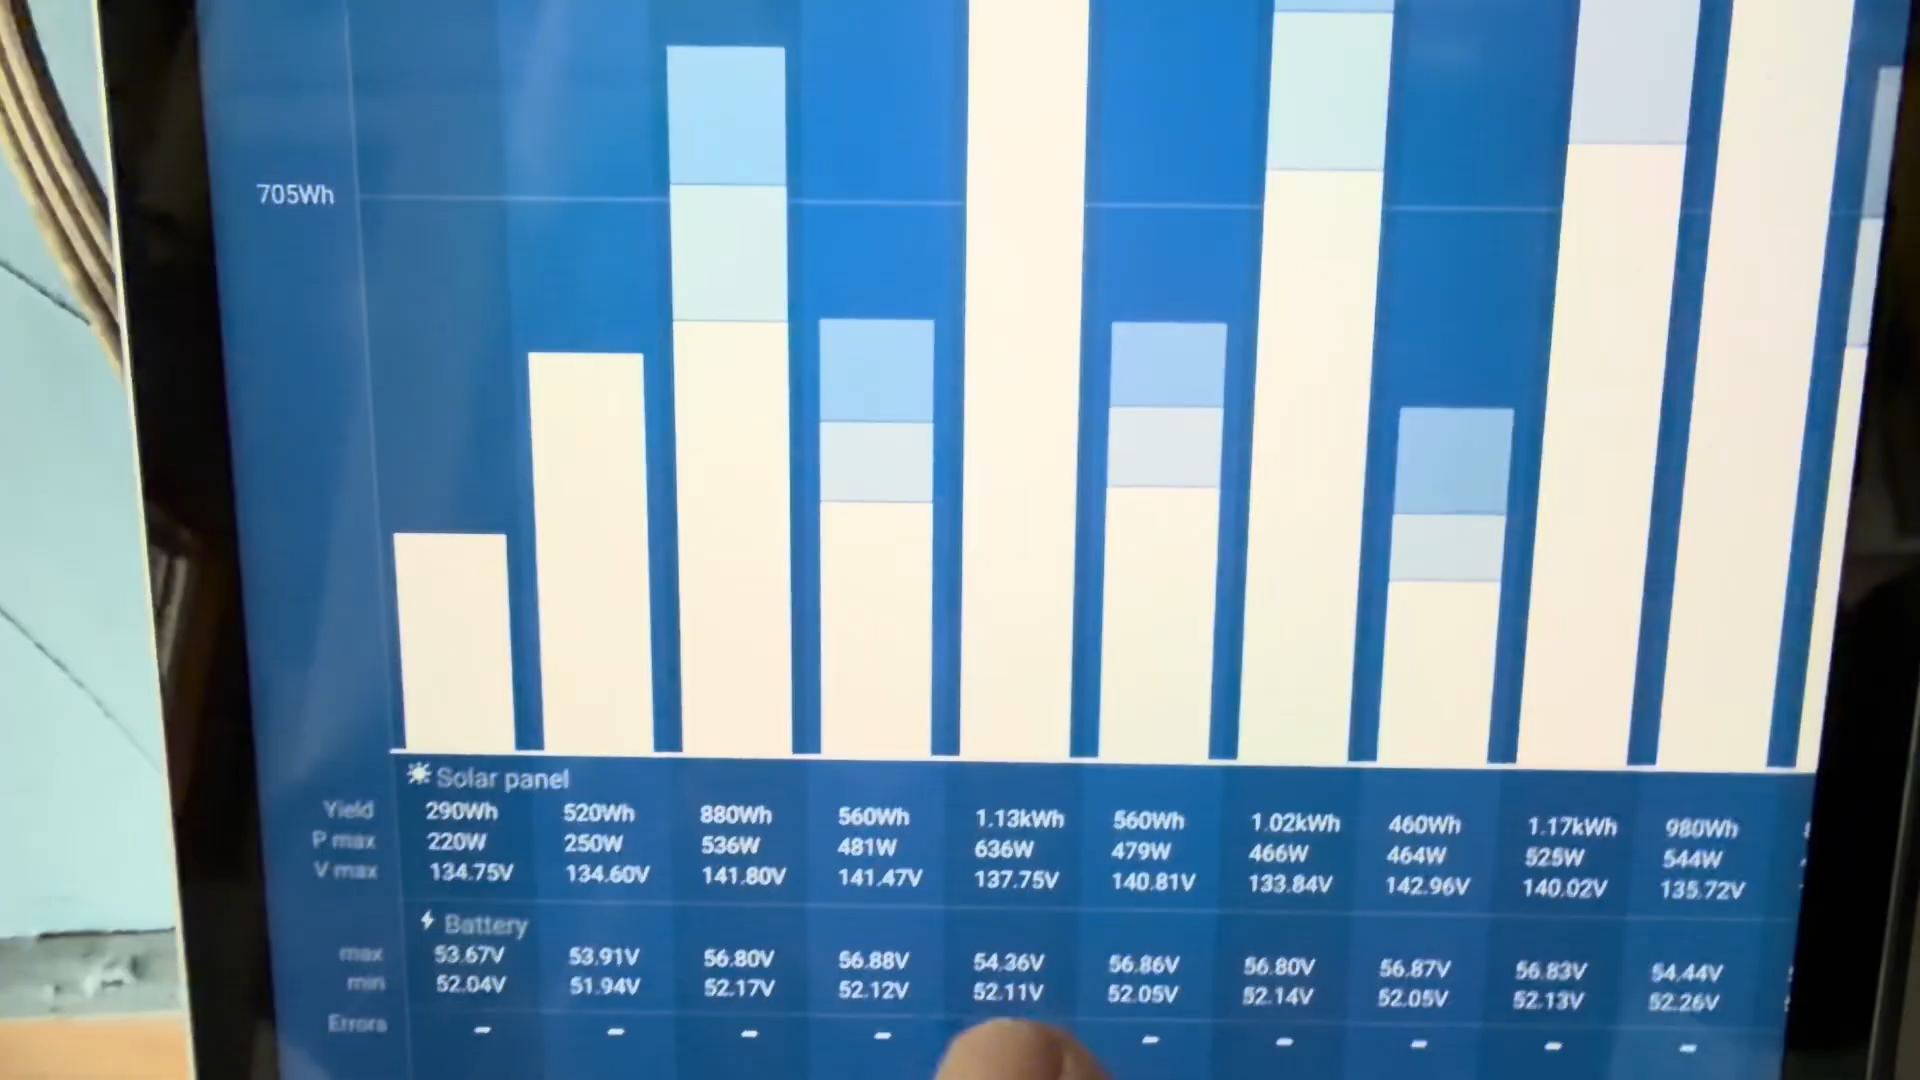 705Wh
Solar panel
Yield 290Wh 520Wh 880Wh 560Wh 1.13kWh 560Wh 1.02kWh 460Wh 1.17kWh 980Wh
P max 220W 250W 536W 481W 636W 479W 466W 464W 525W 544W
V max 134.75V 134.60V 141.80V 141.47V 137.75V 140.81V 133.84V 142.96V 140.02V 135.72V
Battery
max 53.67V 53.91V 56.80V 56.88V 54.36V 56.86V 56.80V 56.87V 56.83V 54.44V
min 52.04V 51.94V 52.17V 52.12V 52.11V 52.05V 52.14V 52.05V 52.13V 52.26V
Errors - - - - - - - - -